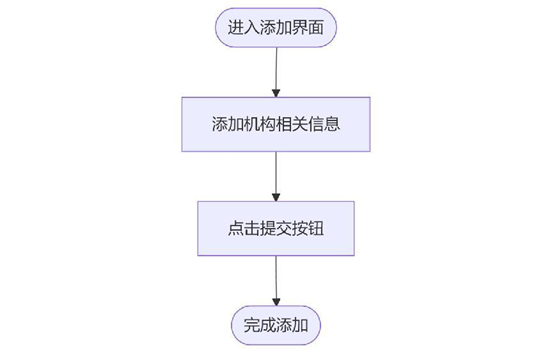 进入添加界面
添加机构相关信息
点击提交按钮
完成添加